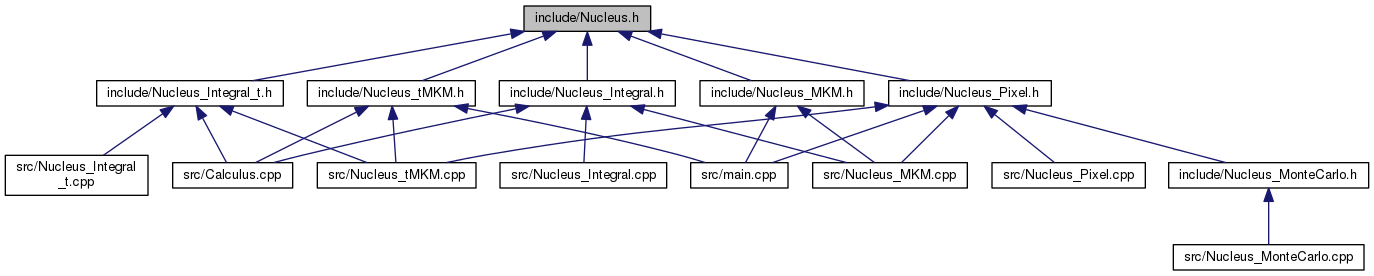 include/Nucleus.h
include/Nucleus_Integral_t.h
include/Nucleus_tMKM.h
include/Nucleus_Integral.h
include/Nucleus_MKM.h
include/Nucleus_Pixel.h
src/Nucleus_Integral
_t.cpp
src/Calculus.cpp
src/Nucleus_tMKM.cpp
src/Nucleus_Integral.cpp
src/main.cpp
src/Nucleus_MKM.cpp
src/Nucleus_Pixel.cpp
include/Nucleus_MonteCarlo.h
src/Nucleus_MonteCarlo.cpp